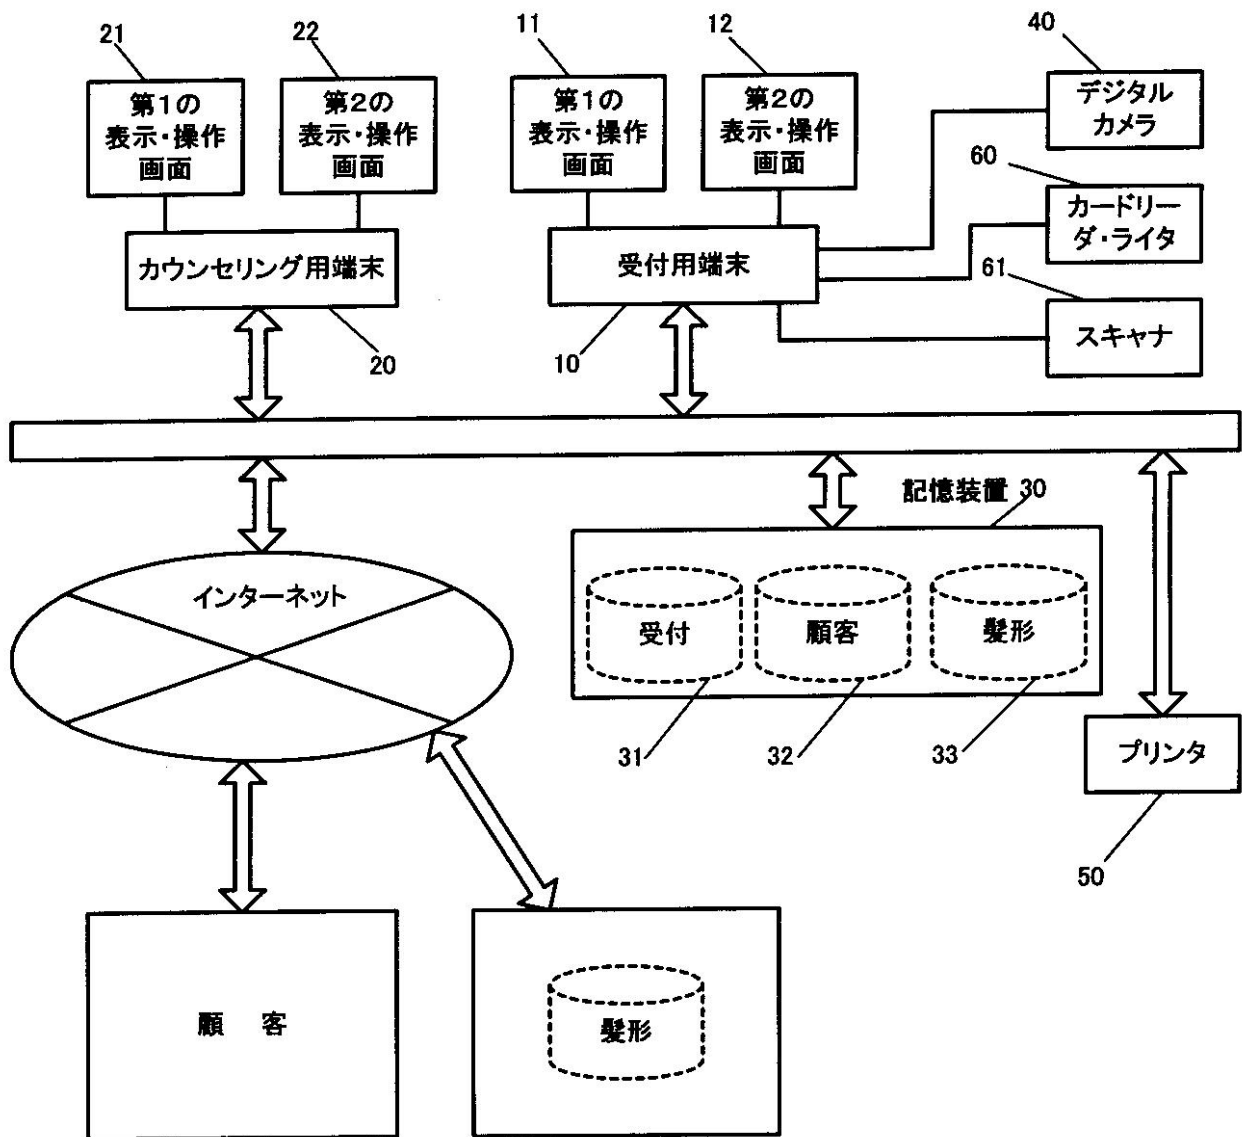 21
22
11
12
40
第1の
表示・操作
画面
第2の
表示・操作
画面
第1の
表示・操作
画面
第2の
表示・操作
画面
デジタル
カメラ
60
カードリー
ダ・ライタ
カウンセリング用端末
受付用端末
61
スキャナ
20
10
記憶装置 30
インターネット
受付
顧客
髪形
31
32
33
プリンタ
50
顧 客
髪形